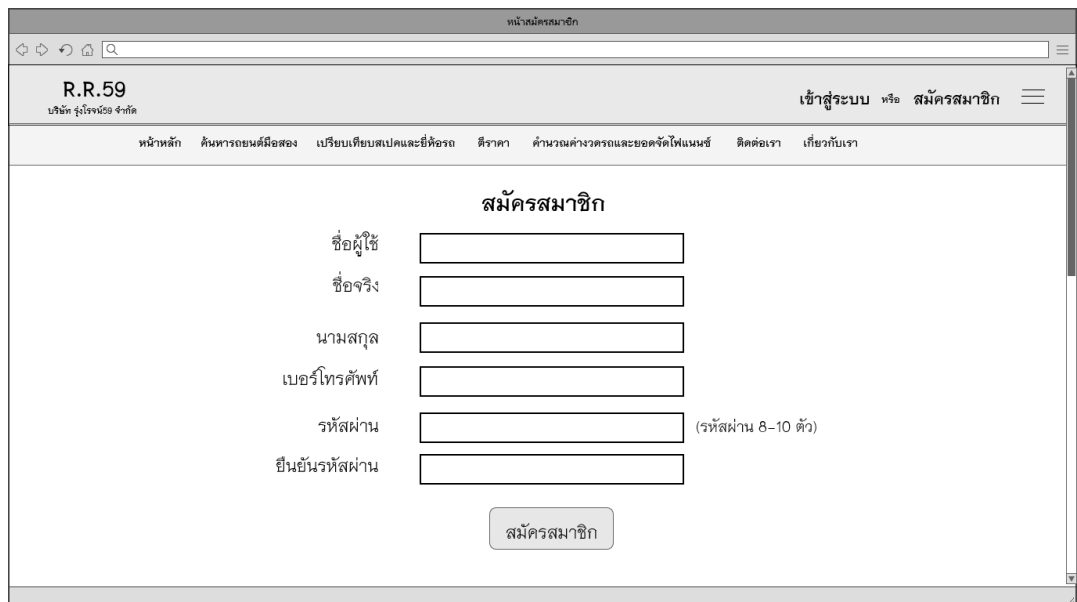 หน้าสมัครสมาชิก
R.R.59
บริษัท รุ่งโรจน์59 จำกัด
เข้าสู่ระบบ หรือ สมัครสมาชิก
หน้าหลัก ค้นหารถยนต์มือสอง เปรียบเทียบสเปคและยี่ห้อรถ ตีราคา คำนวณค่างวดรถและยอดจัดไฟแนนซ์ ติดต่อเรา เกี่ยวกับเรา
สมัครสมาชิก
ชื่อผู้ใช้
ชื่อจริง
นามสกุล
เบอร์โทรศัพท์
รหัสผ่าน (รหัสผ่าน 8-10 ตัว)
ยืนยันรหัสผ่าน
สมัครสมาชิก